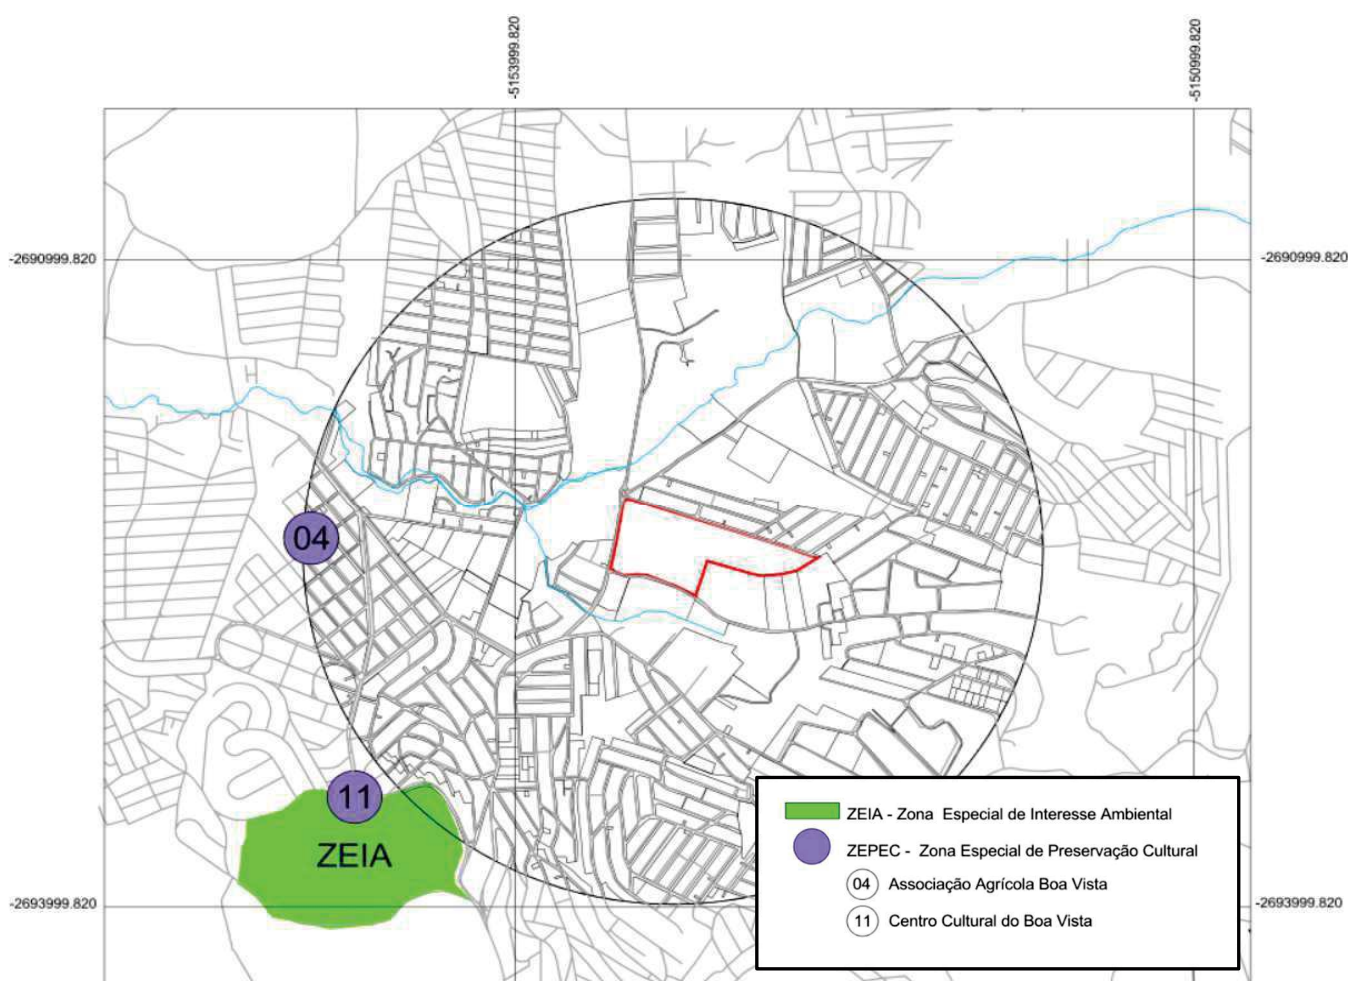 -5153999.820
-5150999.820
-2690999.820
-2690999.820
04
11
ZEIA
ZEIA - Zona Especial de Interesse Ambiental
ZEPEC - Zona Especial de Preservação Cultural
04 Associação Agrícola Boa Vista
11 Centro Cultural do Boa Vista
-2693999.820
-2693999.820